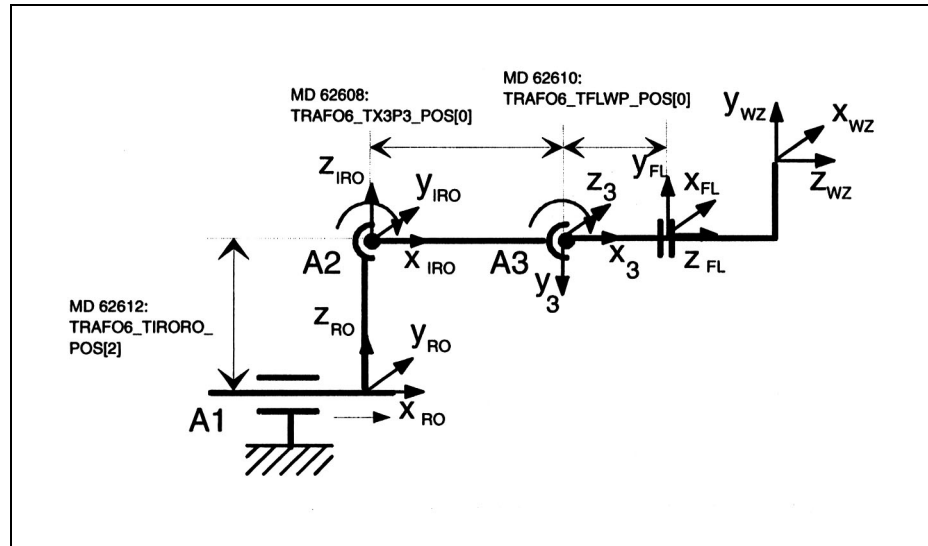 MD 62610:
TRAFO6_TFLWP_POS[0]
MD 62608:
TRAFO6_TX3P3_POS[0]
y WZ
x WZ
z WZ
z IRO
y IRO
y FL
x FL
z 3
A2
x IRO
A3
x 3
z FL
y 3
MD 62612:
TRAFO6_TIRORO_
POS[2]
z RO
y RO
A1
x RO